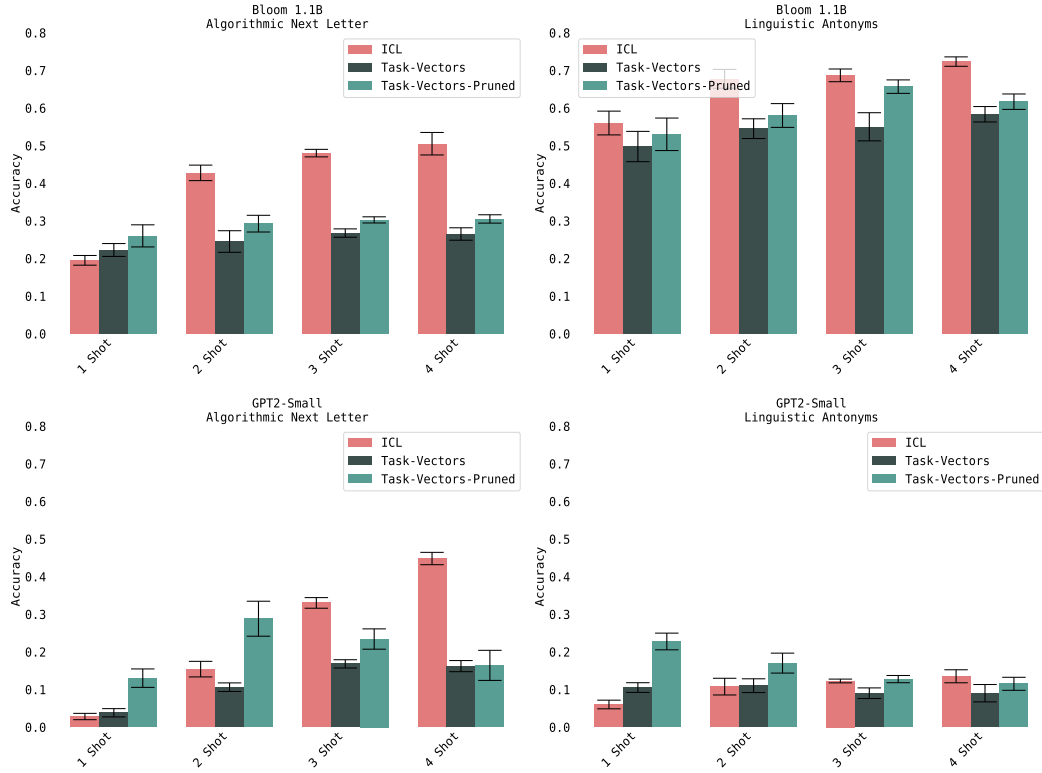 Bloom 1.1B
Algorithmic Next Letter
0.8
0.7
0.6
0.5
0.4
0.3
0.2
0.1
0.0
Accuracy
ICL
Task-Vectors
Task-Vectors-Pruned
1 Shot
2 Shot
3 Shot
4 Shot
Bloom 1.1B
Linguistic Antonyms
0.8
0.7
0.6
0.5
0.4
0.3
0.2
0.1
0.0
Accuracy
ICL
Task-Vectors
Task-Vectors-Pruned
1 Shot
2 Shot
3 Shot
4 Shot
GPT2-Small
Algorithmic Next Letter
0.8
0.7
0.6
0.5
0.4
0.3
0.2
0.1
0.0
Accuracy
ICL
Task-Vectors
Task-Vectors-Pruned
1 Shot
2 Shot
3 Shot
4 Shot
GPT2-Small
Linguistic Antonyms
0.8
0.7
0.6
0.5
0.4
0.3
0.2
0.1
0.0
Accuracy
ICL
Task-Vectors
Task-Vectors-Pruned
1 Shot
2 Shot
3 Shot
4 Shot